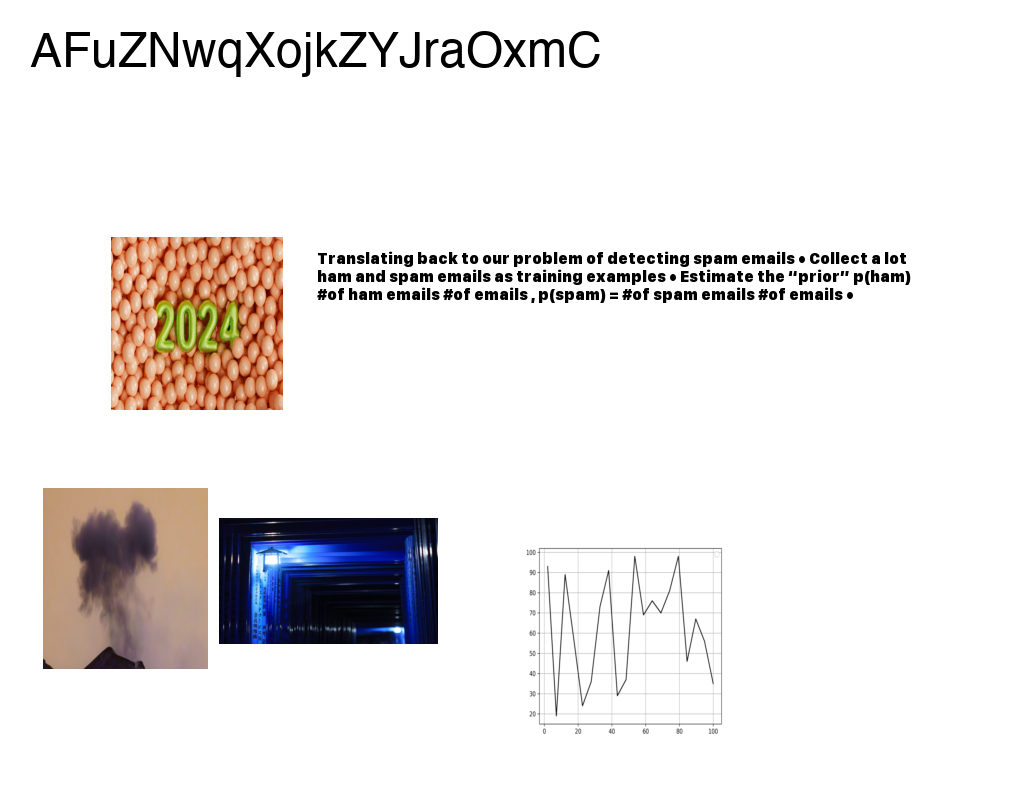 AFuZNwqXojkZYJraOxmC
Translating back to our problem of detecting spam emails • Collect a lot
ham and spam emails as training examples • Estimate the “prior” p(ham)
#of ham emails #of emails , p(spam) = #of spam emails #of emails •
2024
100
90
80
70
60
50
40
30
20
0 20 40 60 80 100